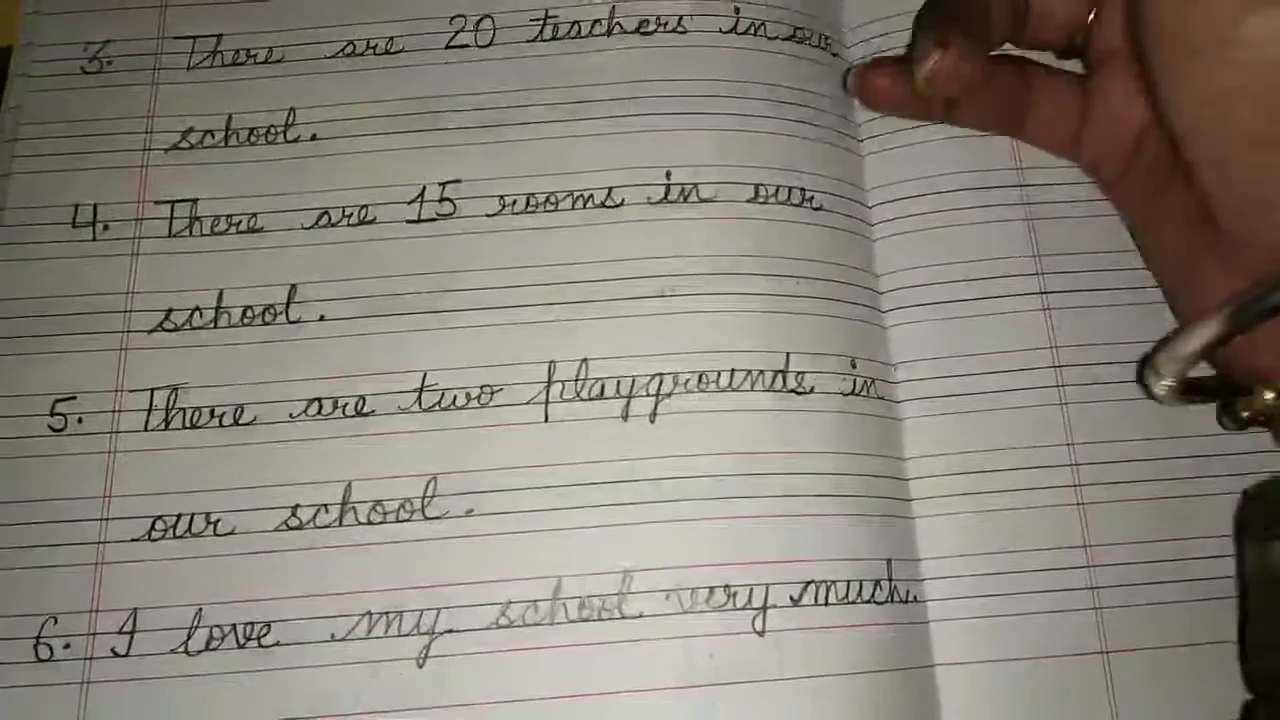 3. There are 20 teachers in our
school.
4. There are 15 rooms in our
school.
5. There are two playgrounds in
our school.
6. I love my school very much.